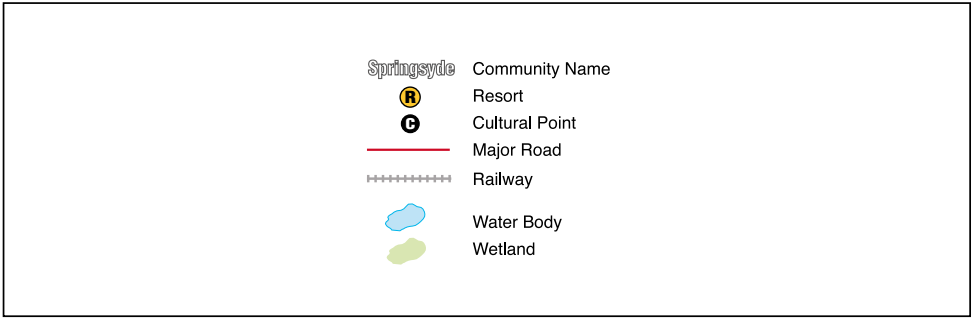 Springsyde Community Name
R Resort
C Cultural Point
Major Road
Railway
Water Body
Wetland